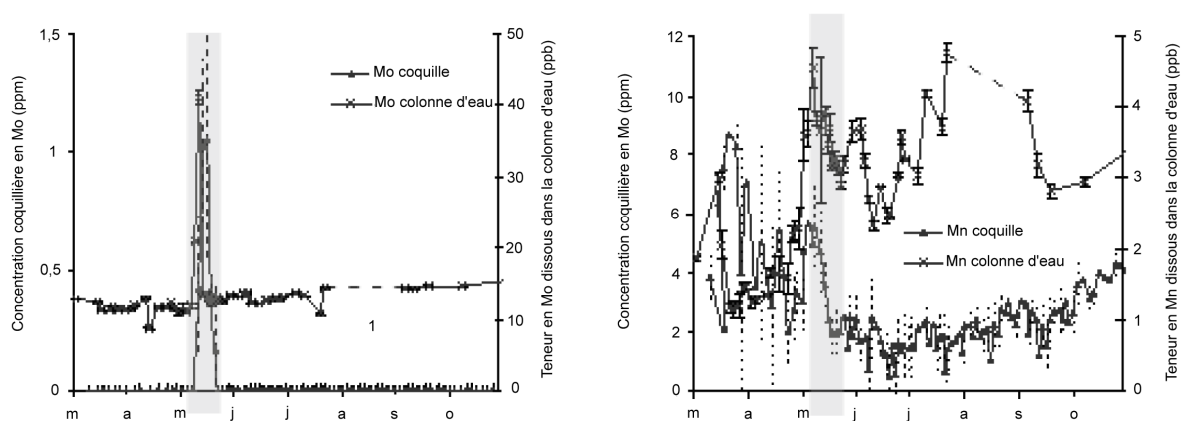 Concentration coquillière en Mo (ppm)
1,5
1
0,5
0
Mo coquille
Mo colonne d'eau
1
50
40
30
20
10
0
Teneur en Mo dissous dans la colonne d'eau (ppb)
m a m j j a s o
Concentration coquillière en Mo (ppm)
12
10
8
6
4
2
0
Mn coquille
Mn colonne d'eau
5
4
3
2
1
0
Teneur en Mn dissous dans la colonne d'eau (ppb)
m a m j j a s o